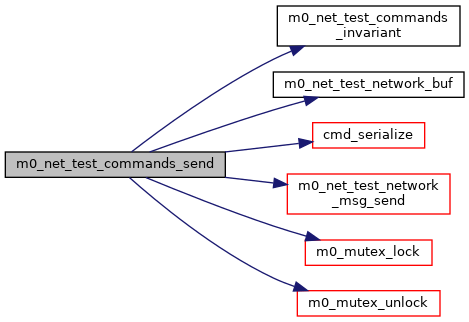 m0_net_test_commands
_invariant
m0_net_test_network_buf
cmd_serialize
m0_net_test_commands_send
m0_net_test_network
_msg_send
m0_mutex_lock
m0_mutex_unlock